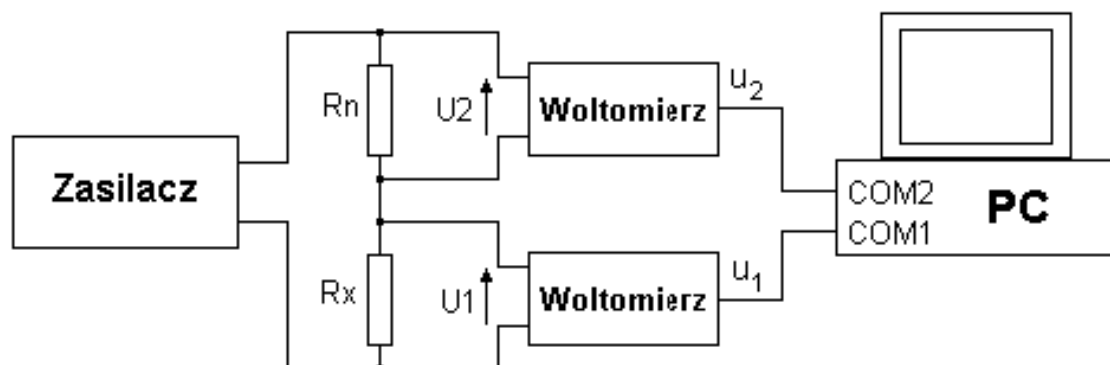 Zasilacz
Rn
U2
Woltomierz
u2
Rx
U1
Woltomierz
u1
COM2
COM1
PC